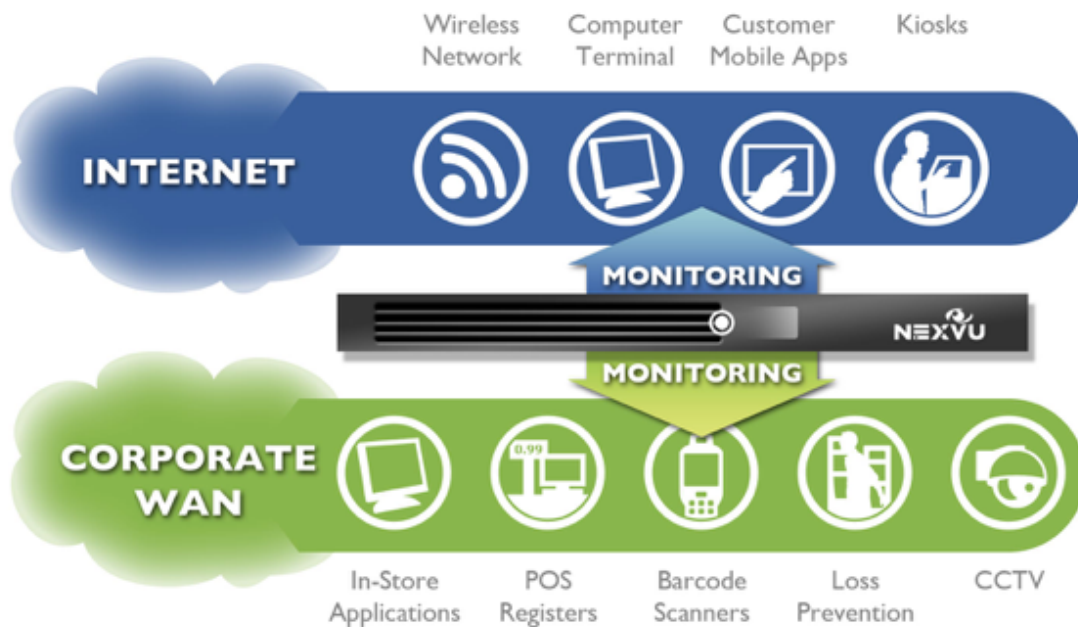 Wireless Network
Computer Terminal
Customer Mobile Apps
Kiosks
INTERNET
MONITORING
NEXVU
MONITORING
CORPORATE
WAN
0.99
In-Store Applications
POS Registers
Barcode Scanners
Loss Prevention
CCTV